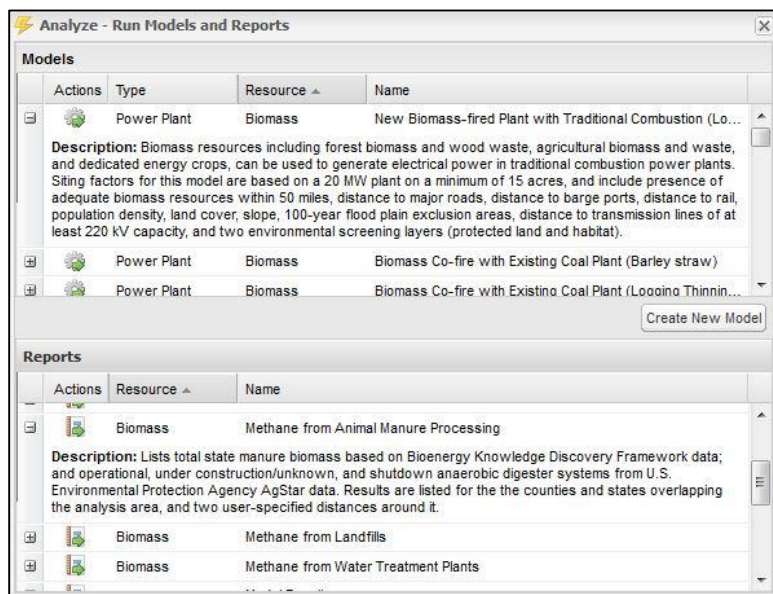 Analyze - Run Models and Reports
Models
Actions Type Resource Name
Power Plant Biomass New Biomass-fired Plant with Traditional Combustion (Lo...
Description: Biomass resources including forest biomass and wood waste, agricultural biomass and waste,
and dedicated energy crops, can be used to generate electrical power in traditional combustion power plants.
Siting factors for this model are based on a 20 MW plant on a minimum of 15 acres, and include presence of
adequate biomass resources within 50 miles, distance to major roads, distance to barge ports, distance to rail,
population density, land cover, slope, 100-year flood plain exclusion areas, distance to transmission lines of at
least 220 kV capacity, and two environmental screening layers (protected land and habitat).
Power Plant Biomass Biomass Co-fire with Existing Coal Plant (Barley straw)
Power Plant Biomass Biomass Co-fire with Existing Coal Plant (Logging Thinnin...
Create New Model
Reports
Actions Resource Name
Biomass Methane from Animal Manure Processing
Description: Lists total state manure biomass based on Bioenergy Knowledge Discovery Framework data;
and operational, under construction/unknown, and shutdown anaerobic digester systems from U.S.
Environmental Protection Agency AgStar data. Results are listed for the the counties and states overlapping
the analysis area, and two user-specified distances around it.
Biomass Methane from Landfills
Biomass Methane from Water Treatment Plants